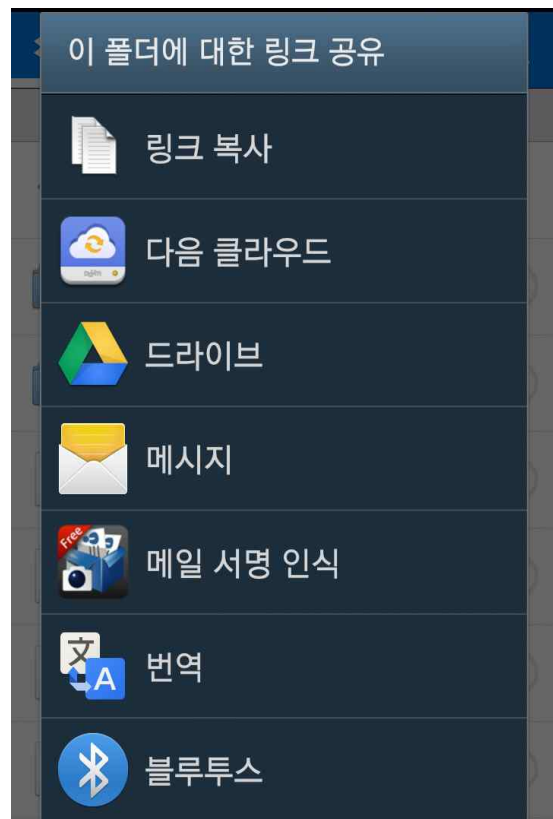 이 폴더에 대한 링크 공유
링크 복사
다음 클라우드
드라이브
메시지
Free
메일 서명 인식
文
A
번역
블루투스